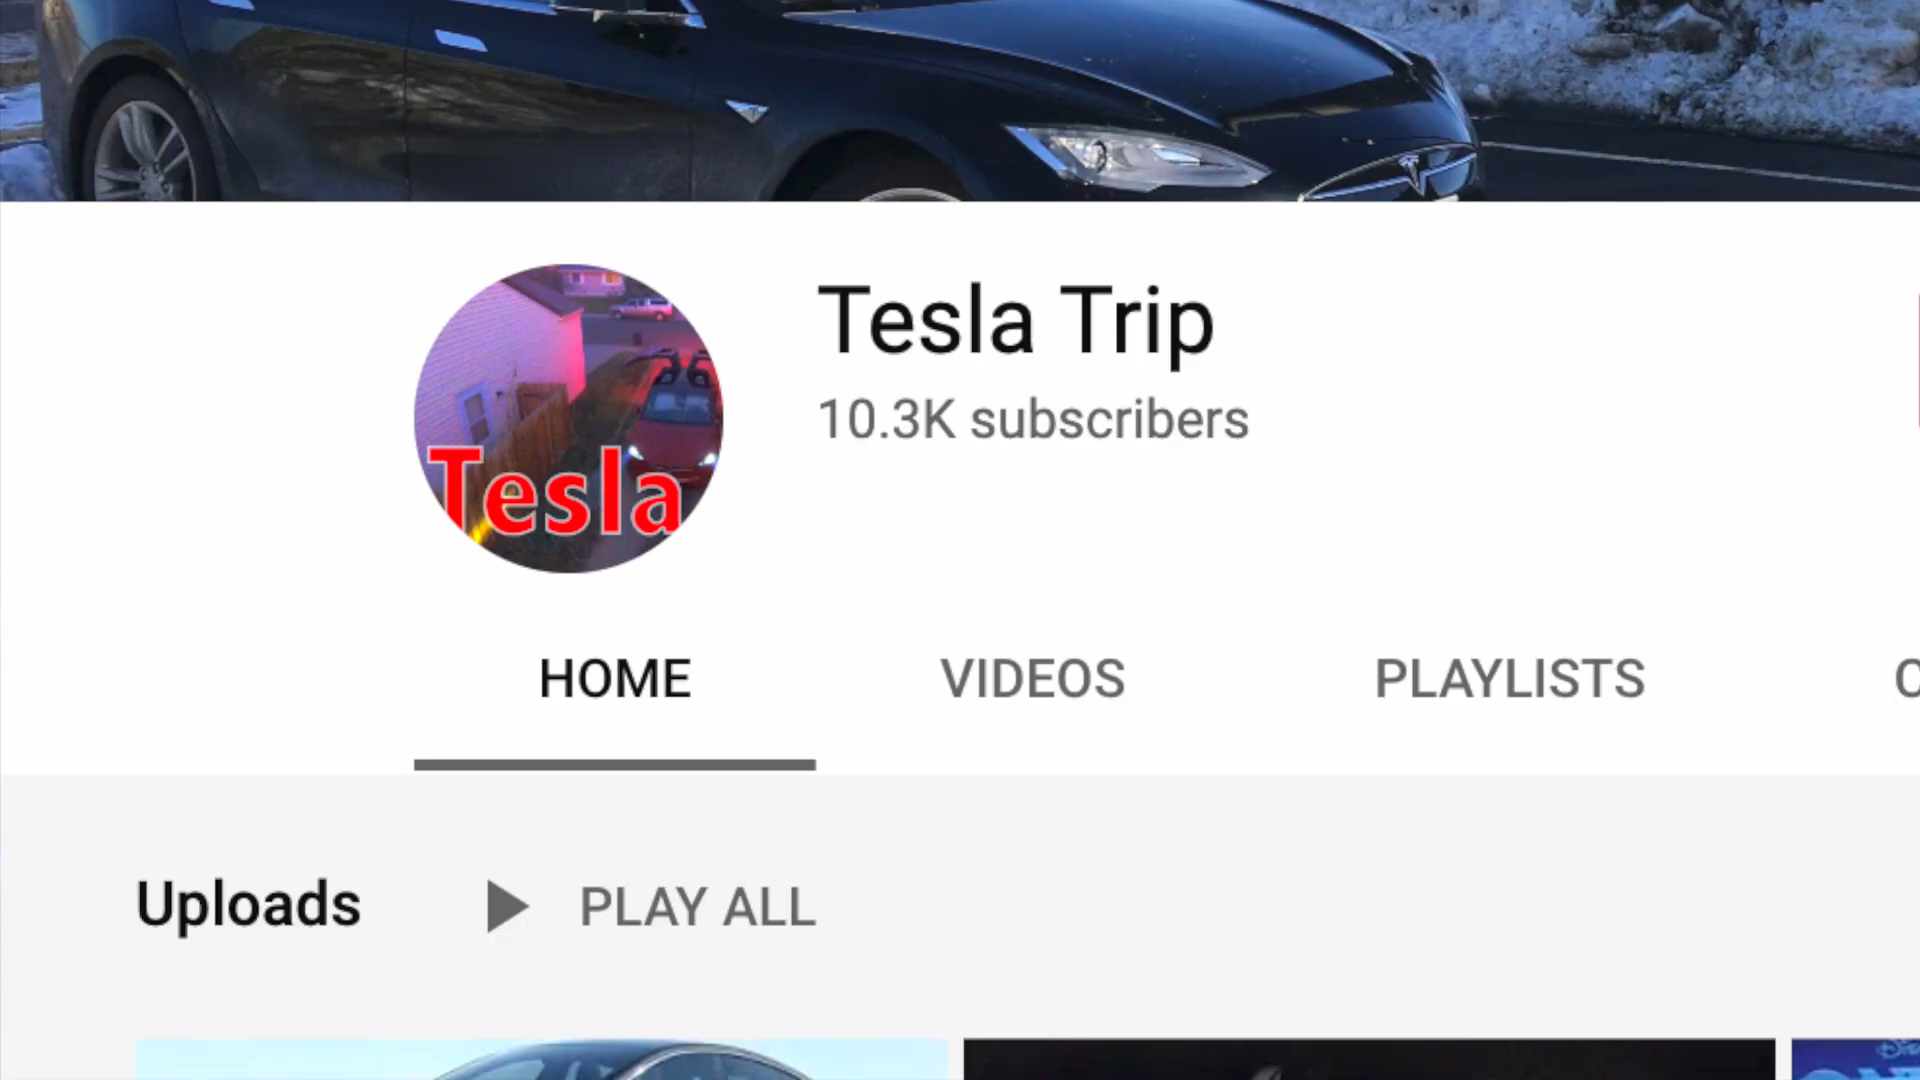 Tesla Trip
10.3K subscribers
Tesla
HOME VIDEOS PLAYLISTS
Uploads PLAY ALL